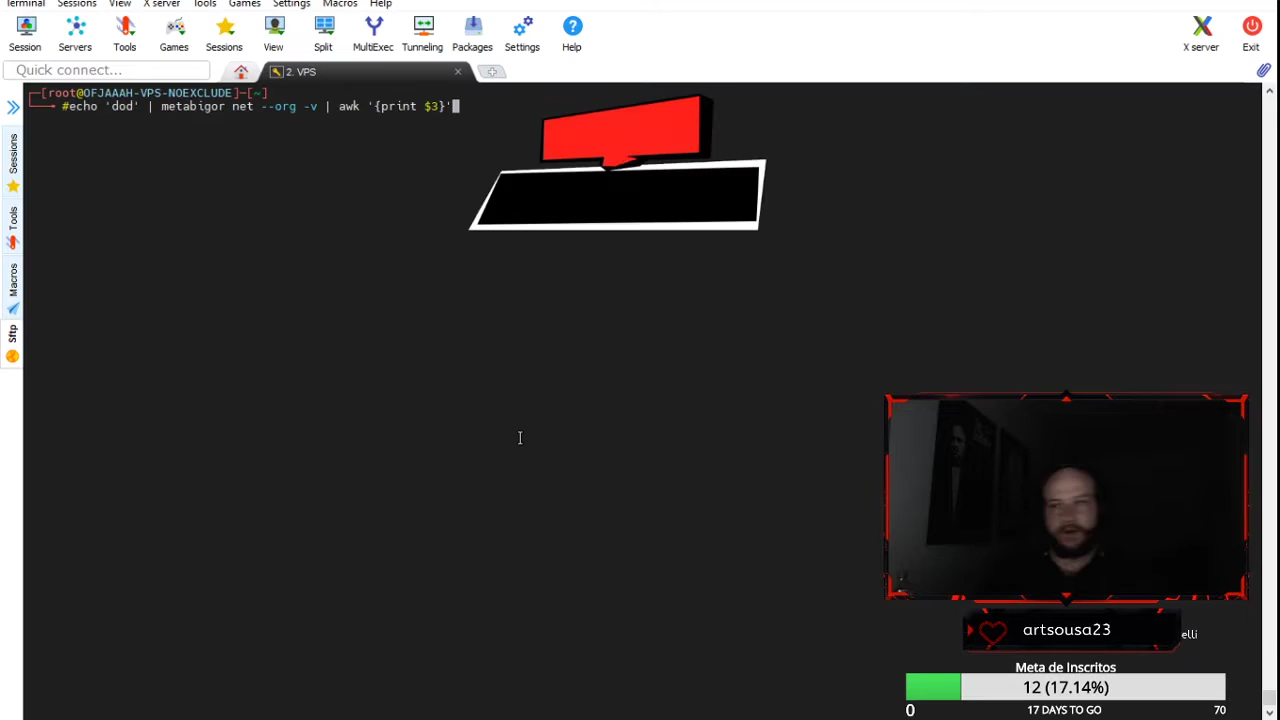 Terminal Sessions View X server Tools Games Settings Macros Help
Session Servers Tools Games Sessions View Split MultiExec Tunneling Packages Settings Help X server Exit
Quick connect...
2. VPS
[root@OFJAAAH-VPS-NOEXCLUDE]-[~]
#echo 'dod' | metabigor net --org -v | awk '{print $3}'
Sessions
Tools
Macros
Sftp
artsousa23
elli
Meta de Inscritos
12 (17.14%)
0 17 DAYS TO GO 70